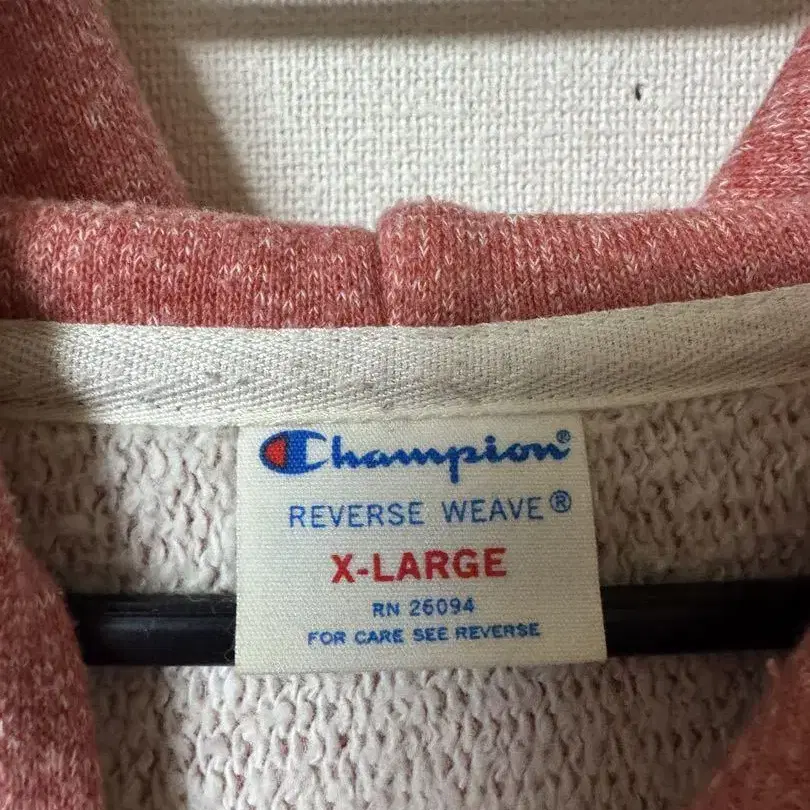 Champion®
REVERSE WEAVE®
X-LARGE
RN 26094
FOR CARE SEE REVERSE